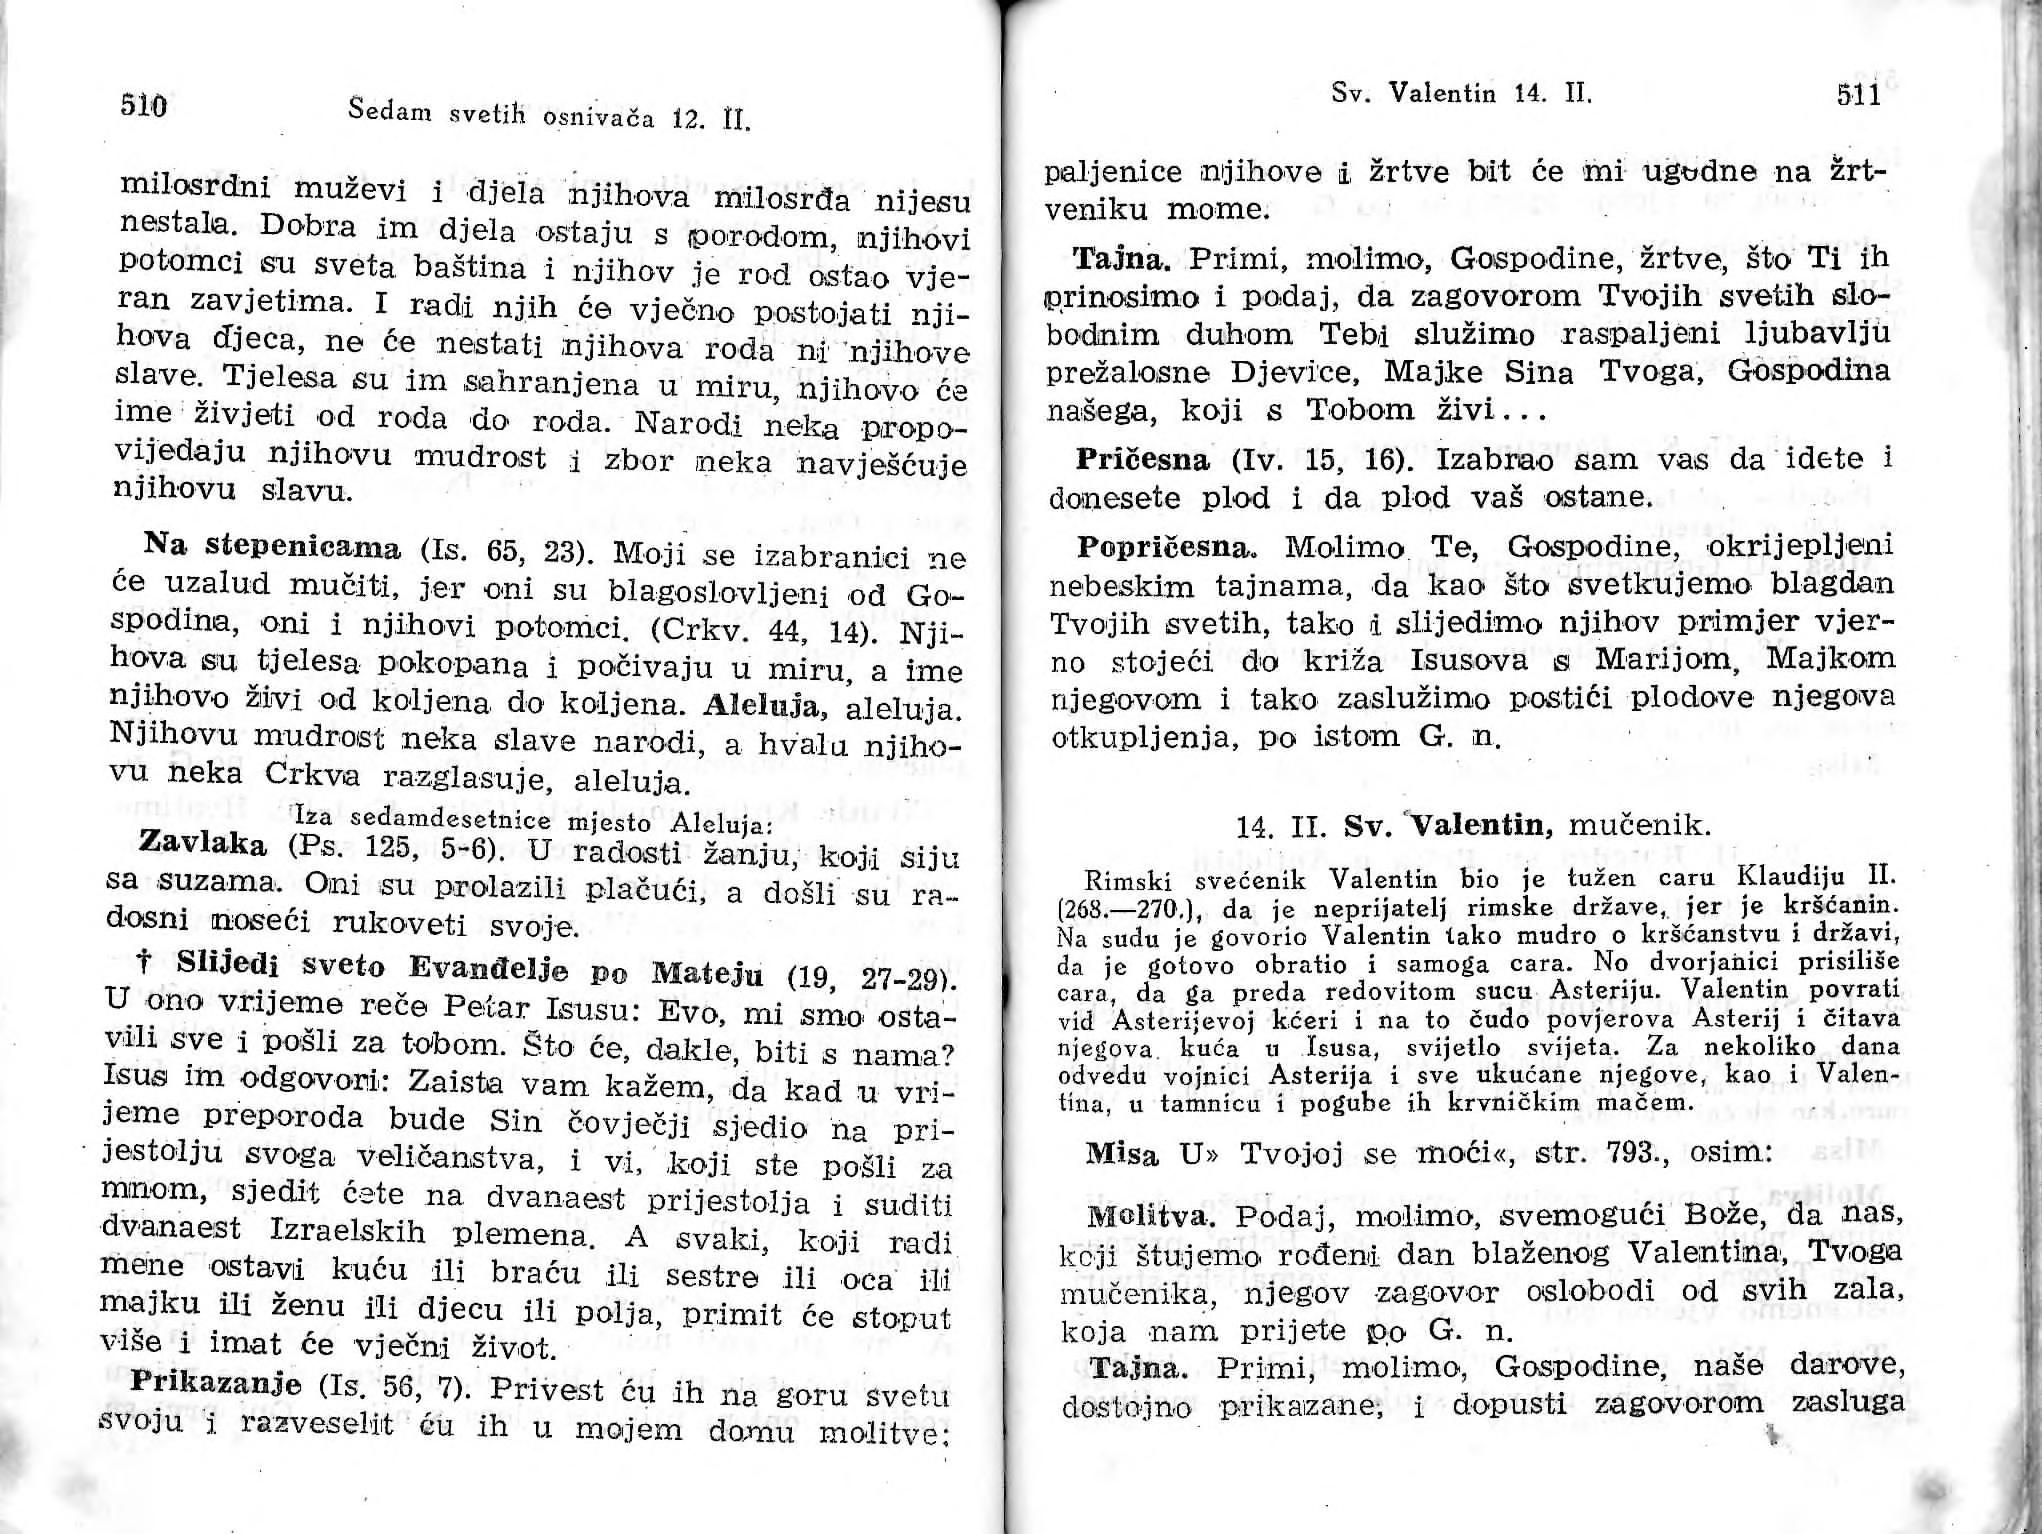 510 Sedam svetih osnivača 12. II.
milosrdni muževi i djela njihova milosrđa nijesu
nestala. Dobra im djela ostaju s porodom, njihovi
potomci su sveta baština i njihov je rod ostao vje-
ran zavjetima. I radi njih će vječno postojati nji-
hova djeca, ne će nestati njihova roda ni njihove
slave. Tjelesa su im sahranjena u miru, njihovo će
ime živjeti od roda do roda. Narodi neka propo-
vijedaju njihovu mudrost i zbor neka navješćuje
njihovu slavu.
Na stepenicama (Is. 65, 23). Moji se izabranici ne
će uzalud mučiti, jer oni su blagoslovljeni od Go-
spodina, oni i njihovi potomci. (Crkv. 44, 14). Nji-
hova su tjelesa pokopana i počivaju u miru, a ime
njihovo živi od koljena do koljena. Aleluja, aleluja.
Njihovu mudrost neka slave narodi, a hvalu njiho-
vu neka Crkva razglasuje, aleluja.
Iza sedamdesetnice mjesto Aleluja:
Zavlaka (Ps. 125, 5-6). U radosti žanju, koji siju
sa suzama. Oni su prolazili plačući, a došli su ra-
dosni noseći rukoveti svoje.
† Slijedi sveto Evanđelje po Mateju (19, 27-29).
U ono vrijeme reče Petar Isusu: Evo, mi smo osta-
vili sve i pošli za tobom. Što će, dakle, biti s nama?
Isus im odgovori: Zaista vam kažem, da kad u vri-
jeme preporoda bude Sin čovječji sjedio na pri-
jestolju svoga veličanstva, i vi, koji ste pošli za
mnom, sjedit ćete na dvanaest prijestolja i suditi
dvanaest Izraelskih plemena. A svaki, koji radi
mene ostavi kuću ili braću ili sestre ili oca ili
majku ili ženu ili djecu ili polja, primit će stoput
više i imat će vječni život.
Prikazanje (Is. 56, 7). Privest ću ih na goru svetu
svoju i razveselit ću ih u mojem domu molitve;
Sv. Valentin 14. II. 511
paljenice njihove i žrtve bit će mi ugodne na žrt-
veniku mome.
Tajna. Primi, molimo, Gospodine, žrtve, što Ti ih
prinosimo i podaj, da zagovorom Tvojih svetih slo-
bodnim duhom Tebi služimo raspaljeni ljubavlju
prežalosne Djevice, Majke Sina Tvoga, Gospodina
našega, koji s Tobom živi...
Pričesna (Iv. 15, 16). Izabrao sam vas da idete i
donesete plod i da plod vaš ostane.
Popričesna. Molimo Te, Gospodine, okrijepljeni
nebeskim tajnama, da kao što svetkujemo blagdan
Tvojih svetih, tako i slijedimo njihov primjer vjer-
no stojeći do križa Isusova s Marijom, Majkom
njegovom i tako zaslužimo postići plodove njegova
otkupljenja, po istom G. n.
14. II. Sv. Valentin, mučenik.
Rimski svećenik Valentin bio je tužen caru Klaudiju II.
(268.—270.), da je neprijatelj rimske države, jer je kršćanin.
Na sudu je govorio Valentin tako mudro o kršćanstvu i državi,
da je gotovo obratio i samoga cara. No dvorjanici prisiliše
cara, da ga preda redovitom sucu Asteriju. Valentin povrati
vid Asterijevoj kćeri i na to čudo povjerova Asterij i čitava
njegova kuća u Isusa, svijetlo svijeta. Za nekoliko dana
odvedu vojnici Asterija i sve ukućane njegove, kao i Valen-
tina, u tamnicu i pogube ih krvničkim mačem.
Misa U» Tvojoj se moći«, str. 793., osim:
Molitva. Podaj, molimo, svemogući Bože, da nas,
koji štujemo rođeni dan blaženog Valentina, Tvoga
mučenika, njegov zagovor oslobodi od svih zala,
koja nam prijete po G. n.
Tajna. Primi, molimo, Gospodine, naše darove,
dostojno prikazane; i dopusti zagovorom zasluga